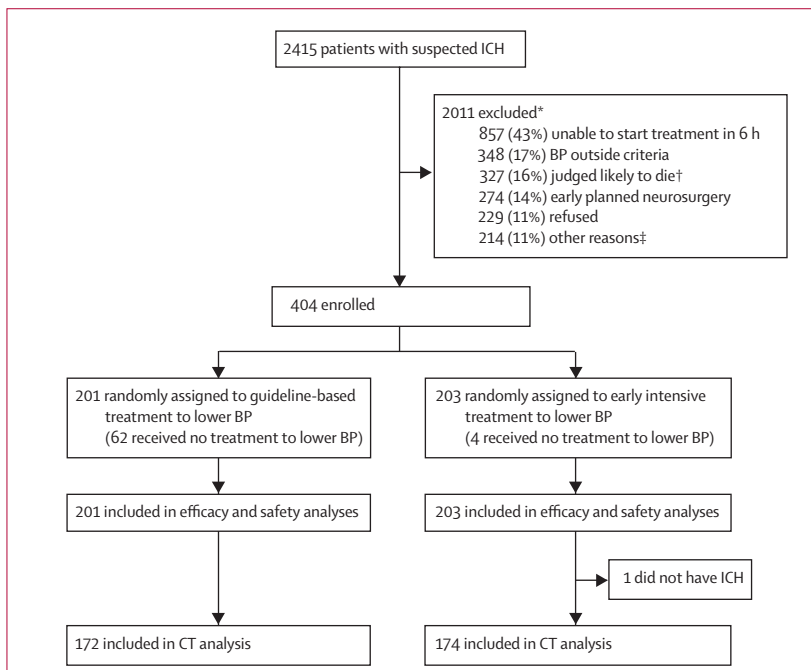 2415 patients with suspected ICH
2011 excluded*
857 (43%) unable to start treatment in 6 h
348 (17%) BP outside criteria
327 (16%) judged likely to die†
274 (14%) early planned neurosurgery
229 (11%) refused
214 (11%) other reasons‡
404 enrolled
201 randomly assigned to guideline-based
treatment to lower BP
(62 received no treatment to lower BP)
203 randomly assigned to early intensive
treatment to lower BP
(4 received no treatment to lower BP)
201 included in efficacy and safety analyses
203 included in efficacy and safety analyses
1 did not have ICH
172 included in CT analysis
174 included in CT analysis